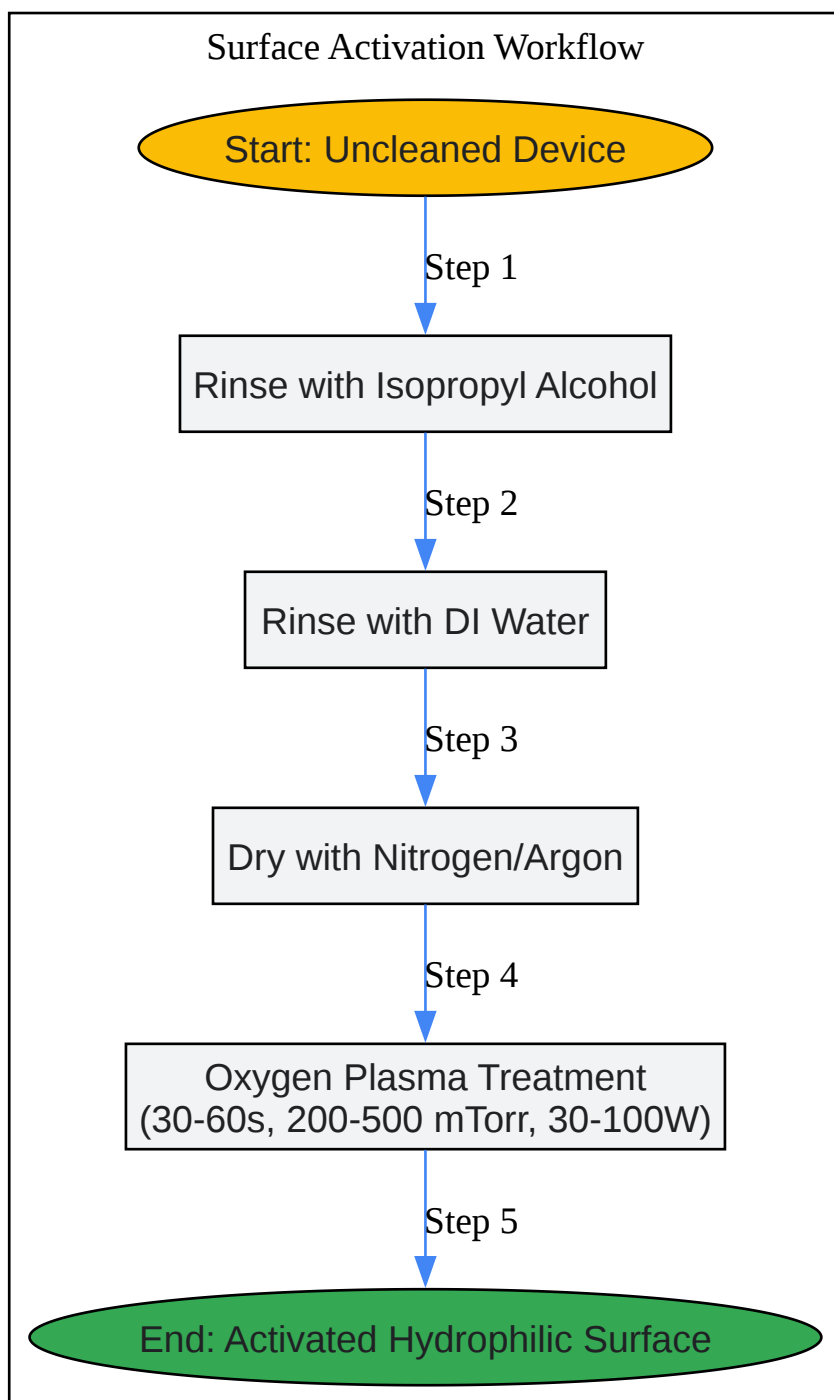 Surface Activation Workflow
Start: Uncleaned Device
Step 1
Rinse with Isopropyl Alcohol
Step 2
Rinse with DI Water
Step 3
Dry with Nitrogen/Argon
Step 4
Oxygen Plasma Treatment
(30-60s, 200-500 mTorr, 30-100W)
Step 5
End: Activated Hydrophilic Surface